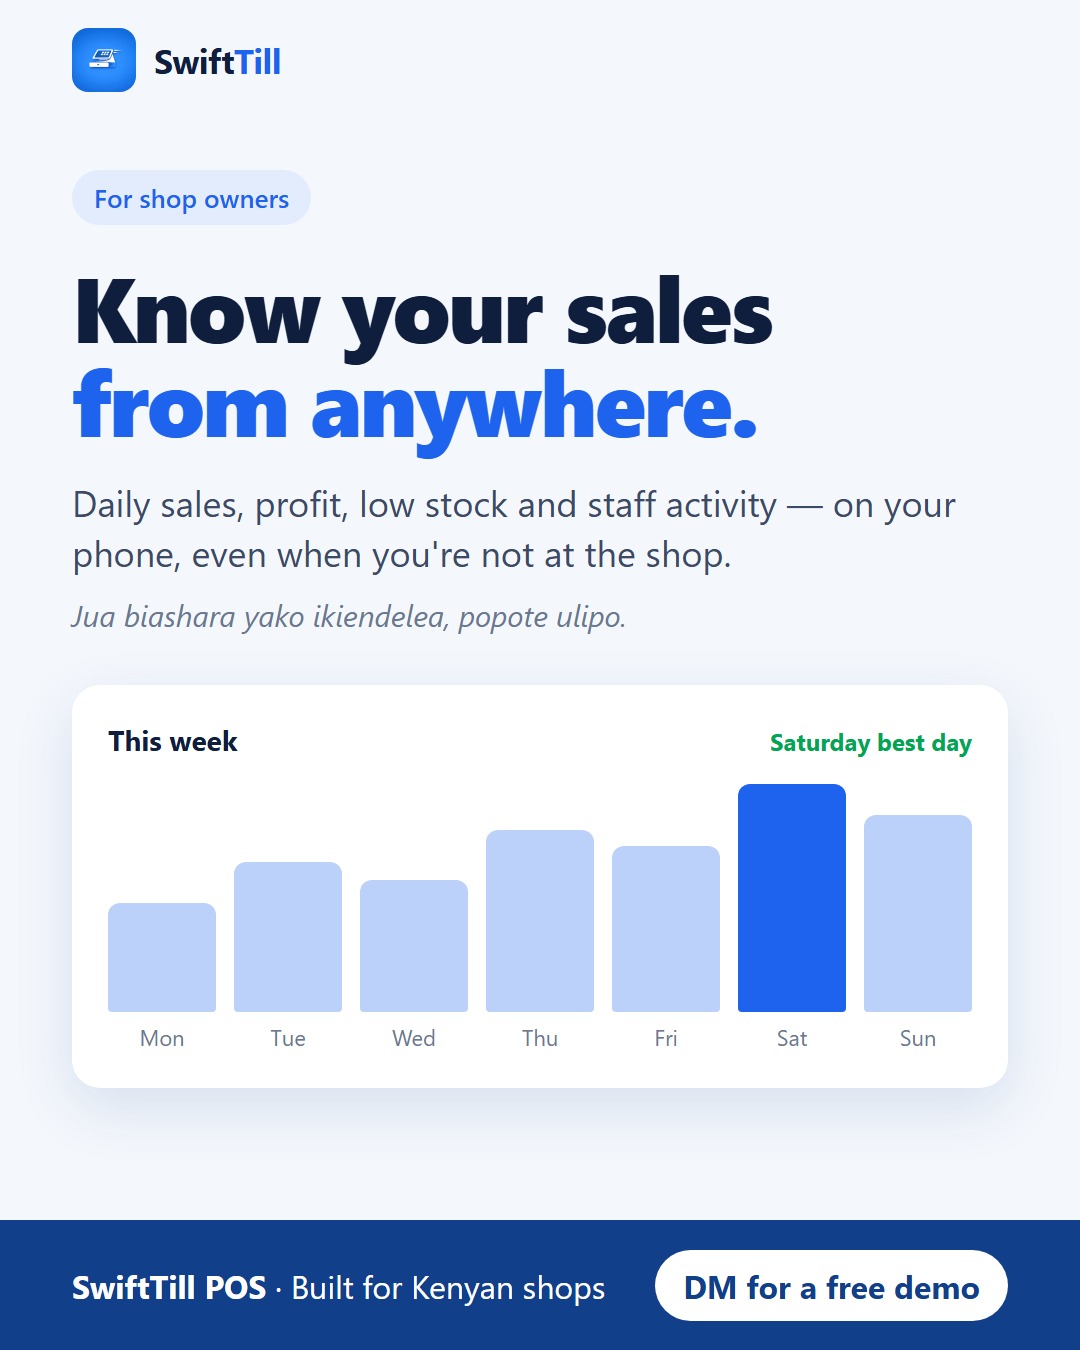 SwiftTill
For shop owners
Know your sales
from anywhere.
Daily sales, profit, low stock and staff activity — on your
phone, even when you're not at the shop.
Jua biashara yako ikiendelea, popote ulipo.
This week
Saturday best day
Mon Tue Wed Thu Fri Sat Sun
SwiftTill POS · Built for Kenyan shops
DM for a free demo